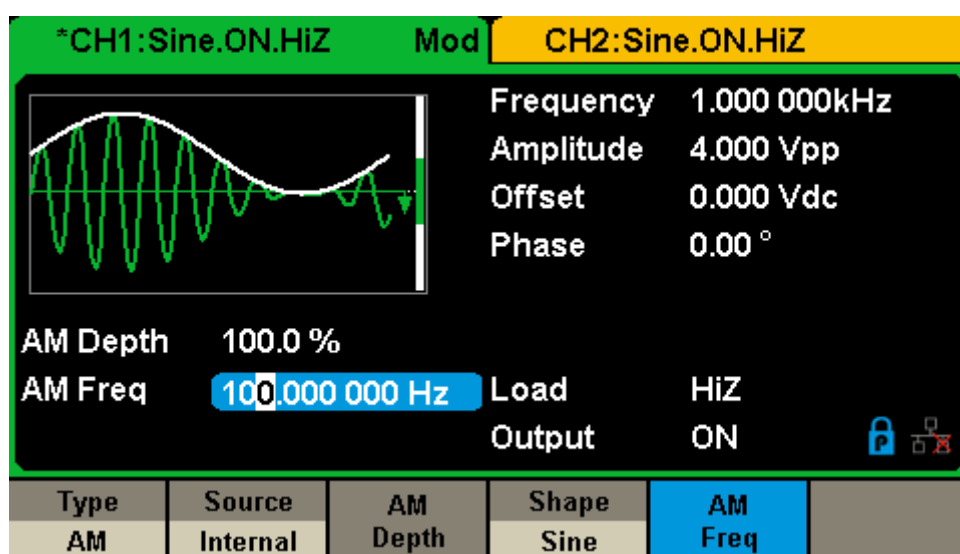 *CH1:Sine.ON.HiZ Mod CH2:Sine.ON.HiZ
Frequency 1.000 000kHz
Amplitude 4.000 Vpp
Offset 0.000 Vdc
Phase 0.00 °
AM Depth 100.0 %
AM Freq 100.000 000 Hz Load HiZ
Output ON P
Type Source AM Shape AM
AM Internal Depth Sine Freq